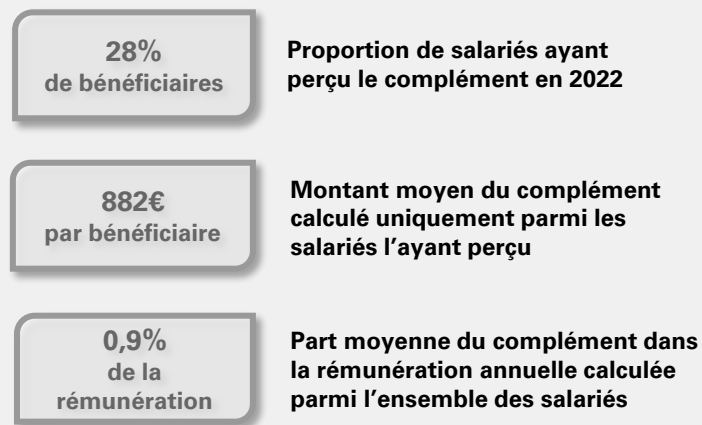 28%
de bénéficiaires
Proportion de salariés ayant
perçu le complément en 2022
882€
par bénéficiaire
Montant moyen du complément
calculé uniquement parmi les
salariés l’ayant perçu
0,9%
de la
rémunération
Part moyenne du complément dans
la rémunération annuelle calculée
parmi l’ensemble des salariés